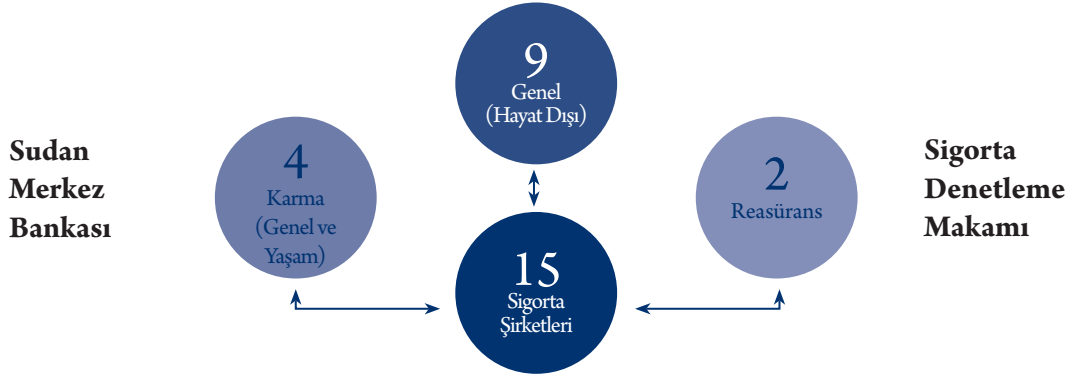 Sudan
Merkez
Bankası
4
Karma
(Genel ve
Yaşam)
9
Genel
(Hayat Dışı)
15
Sigorta
Şirketleri
2
Reasürans
Sigorta
Denetleme
Makamı